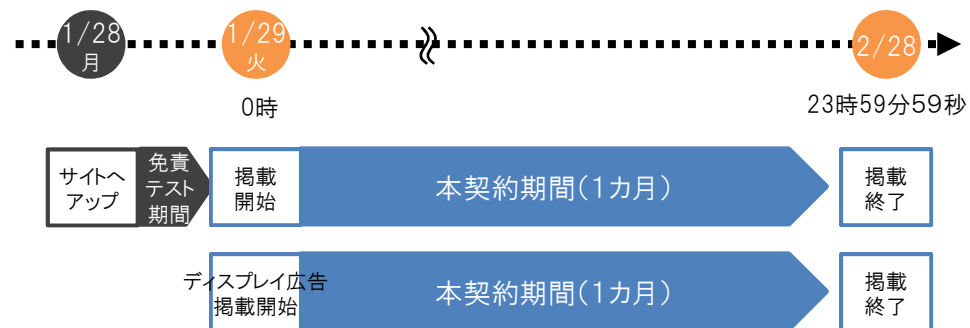 1/28
月
1/29
火
2/28
0時
23時59分59秒
サイトへ
アップ
免責
テスト
期間
掲載
開始
本契約期間(1カ月)
掲載
終了
ディスプレイ広告
掲載開始
本契約期間(1カ月)
掲載
終了